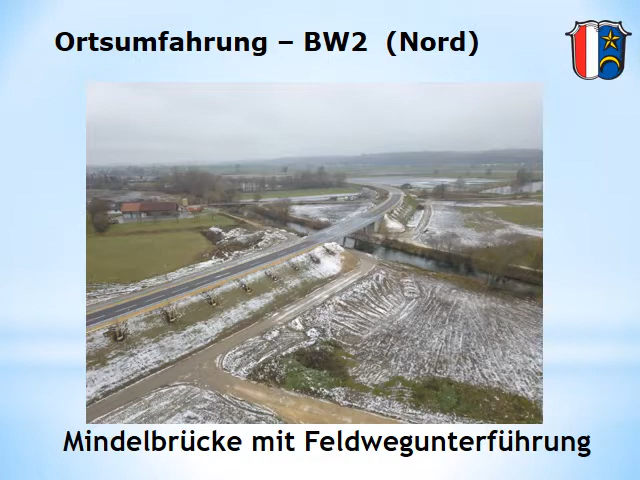 Ortsumfahrung – BW2 (Nord)
Mindelbrücke mit Feldwegunterführung